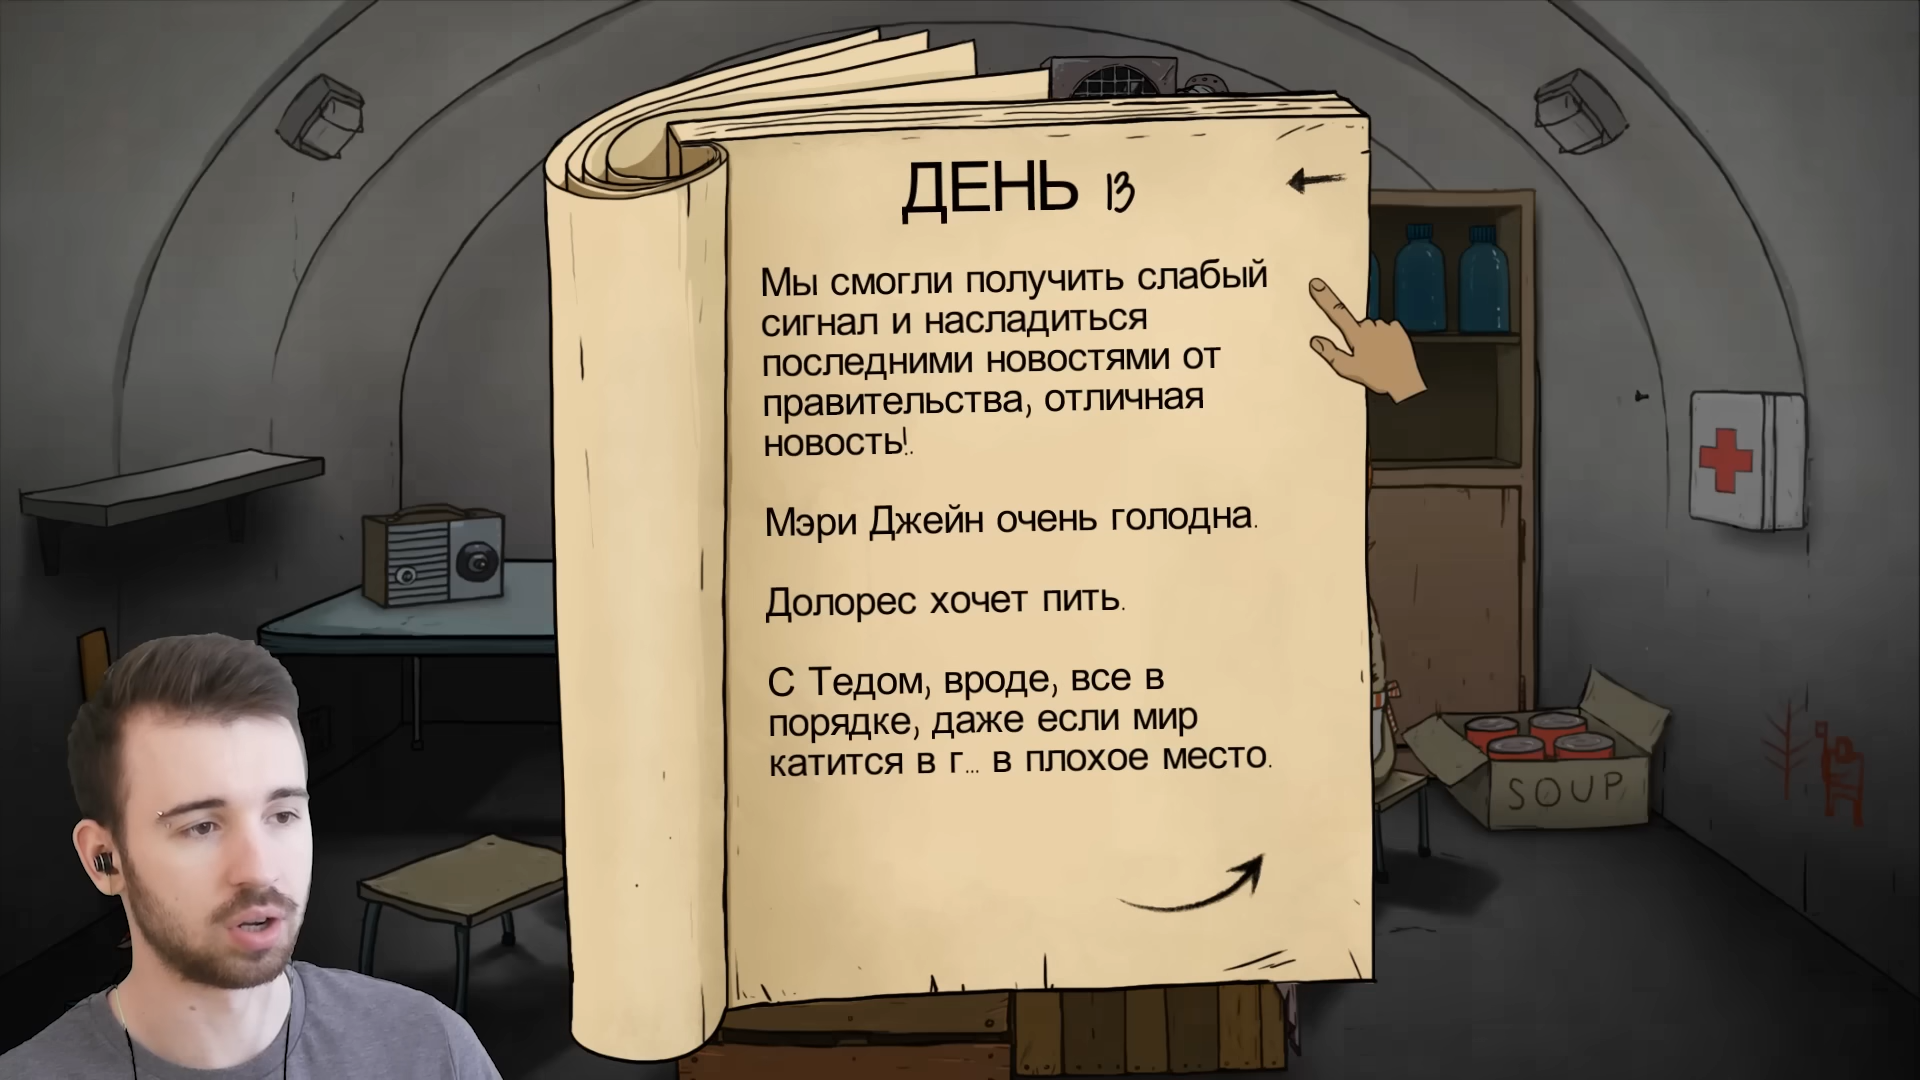 ДЕНЬ 13
Мы смогли получить слабый
сигнал и насладиться
последними новостями от
правительства, отличная
новость!.
Мэри Джейн очень голодна.
Долорес хочет пить.
С Тедом, вроде, все в
порядке, даже если мир
катится в г... в плохое место.
SOUP